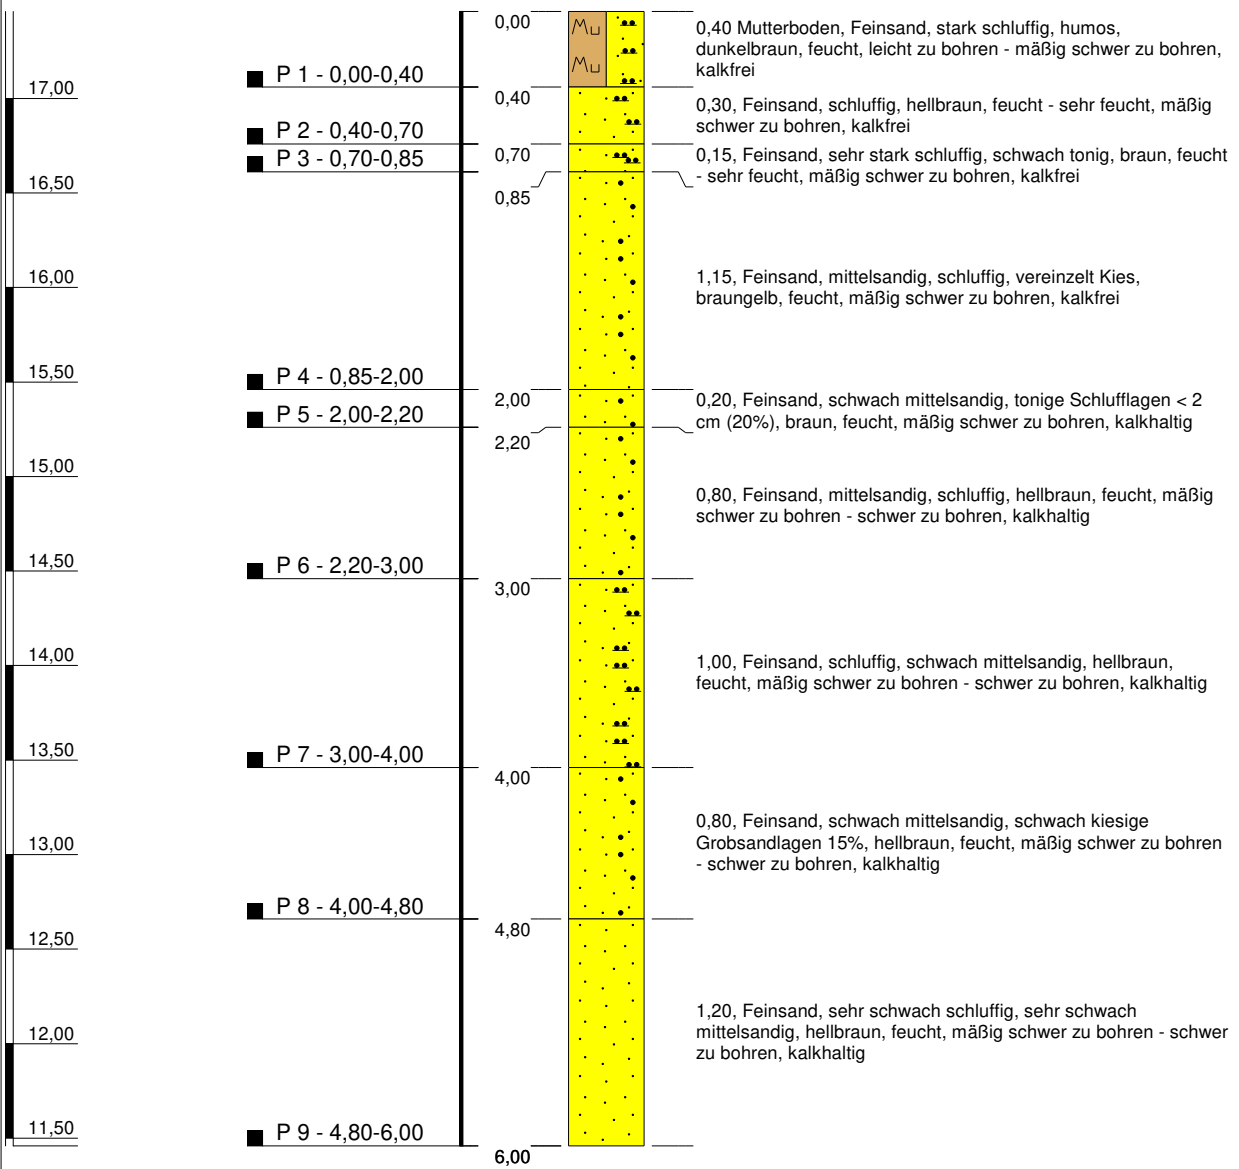 0,00
Mu
Mu
0,40 Mutterboden, Feinsand, stark schluffig, humos,
dunkelbraun, feucht, leicht zu bohren - mäßig schwer zu bohren,
kalkfrei
P 1 - 0,00-0,40
17,00
0,40
0,30, Feinsand, schluffig, hellbraun, feucht - sehr feucht, mäßig
schwer zu bohren, kalkfrei
P 2 - 0,40-0,70
0,70
P 3 - 0,70-0,85
0,15, Feinsand, sehr stark schluffig, schwach tonig, braun, feucht
- sehr feucht, mäßig schwer zu bohren, kalkfrei
16,50
0,85
16,00
1,15, Feinsand, mittelsandig, schluffig, vereinzelt Kies,
braungelb, feucht, mäßig schwer zu bohren, kalkfrei
15,50
P 4 - 0,85-2,00
2,00
0,20, Feinsand, schwach mittelsandig, tonige Schlufflagen < 2
cm (20%), braun, feucht, mäßig schwer zu bohren, kalkhaltig
P 5 - 2,00-2,20
2,20
15,00
0,80, Feinsand, mittelsandig, schluffig, hellbraun, feucht, mäßig
schwer zu bohren - schwer zu bohren, kalkhaltig
14,50
P 6 - 2,20-3,00
3,00
14,00
1,00, Feinsand, schluffig, schwach mittelsandig, hellbraun,
feucht, mäßig schwer zu bohren - schwer zu bohren, kalkhaltig
13,50
P 7 - 3,00-4,00
4,00
13,00
0,80, Feinsand, schwach mittelsandig, schwach kiesige
Grobsandlagen 15%, hellbraun, feucht, mäßig schwer zu bohren
- schwer zu bohren, kalkhaltig
P 8 - 4,00-4,80
4,80
12,50
12,00
1,20, Feinsand, sehr schwach schluffig, sehr schwach
mittelsandig, hellbraun, feucht, mäßig schwer zu bohren - schwer
zu bohren, kalkhaltig
11,50
P 9 - 4,80-6,00
6,00